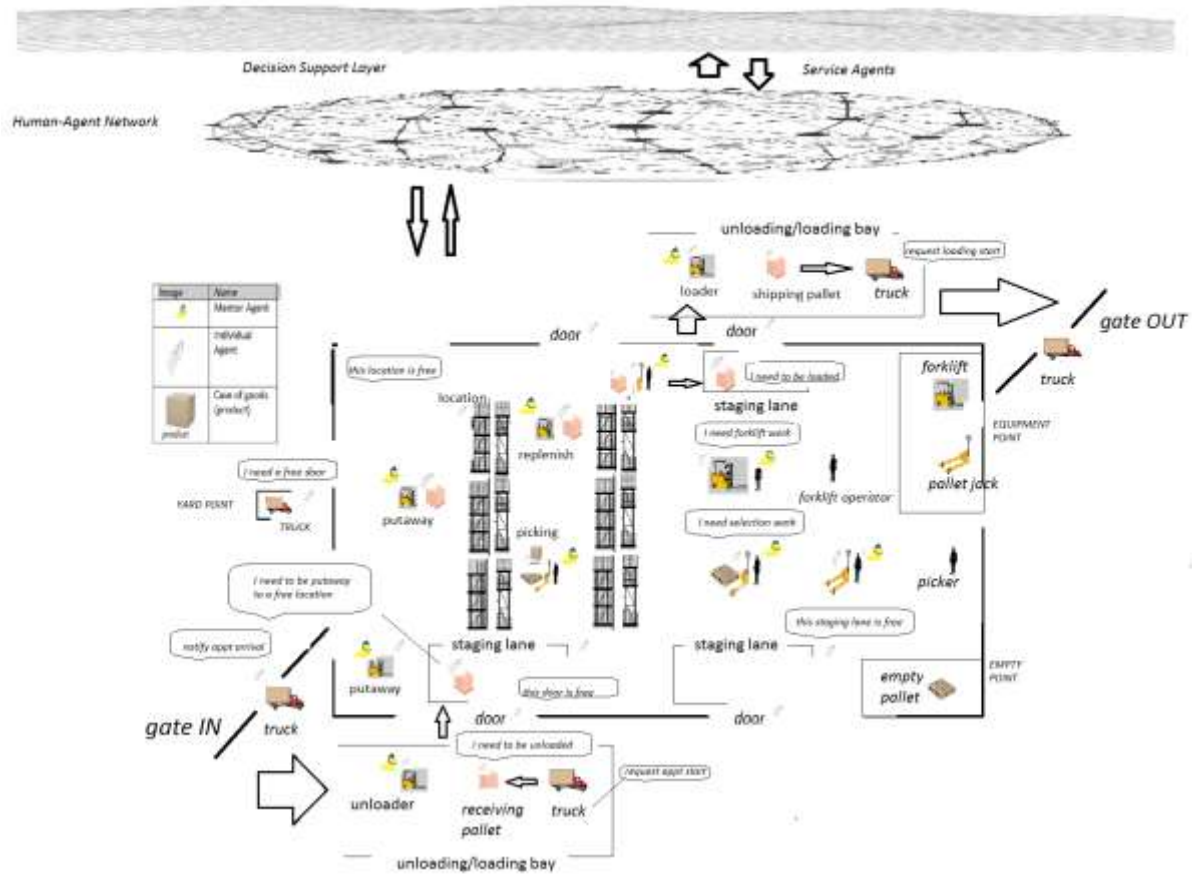 Decision Support Layer
Service Agents
Human-Agent Network
unloading/loading bay
request loading start
loader
shipping pallet
truck
Image
Name
Mentor Agent
Individual
Agent
Case of goods
(product)
product
door
door
gate OUT
truck
this location is free
location
I need to be loaded
staging lane
forklift
EQUIPMENT
POINT
I need forklift work
replenish
pallet jack
forklift operator
I need a free door
YARD POINT
TRUCK
putaway
picking
I need selection work
picker
I need to be putaway
to a free location
this staging lane is free
notify appt arrival
staging lane
staging lane
EMPTY
POINT
putaway
this door is free
empty
pallet
gate IN
truck
door
door
I need to be unloaded
request appt start
unloader
receiving
pallet
truck
unloading/loading bay